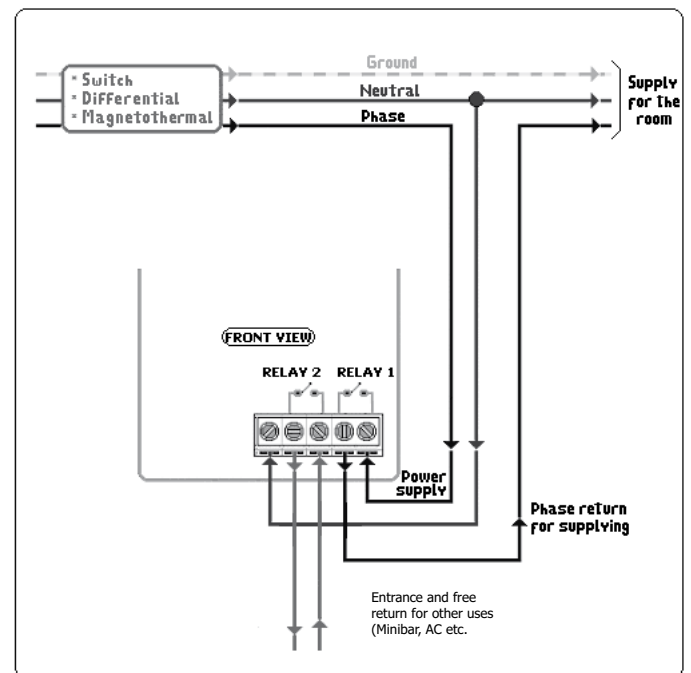 Ground
* Switch
* Differential
* Magnetothermal
Neutral
Phase
Supply
for the
room
FRONT VIEW
RELAY 2 RELAY 1
Power
supply
Phase return
for supplying
Entrance and free
return for other uses
(Minibar, AC etc.